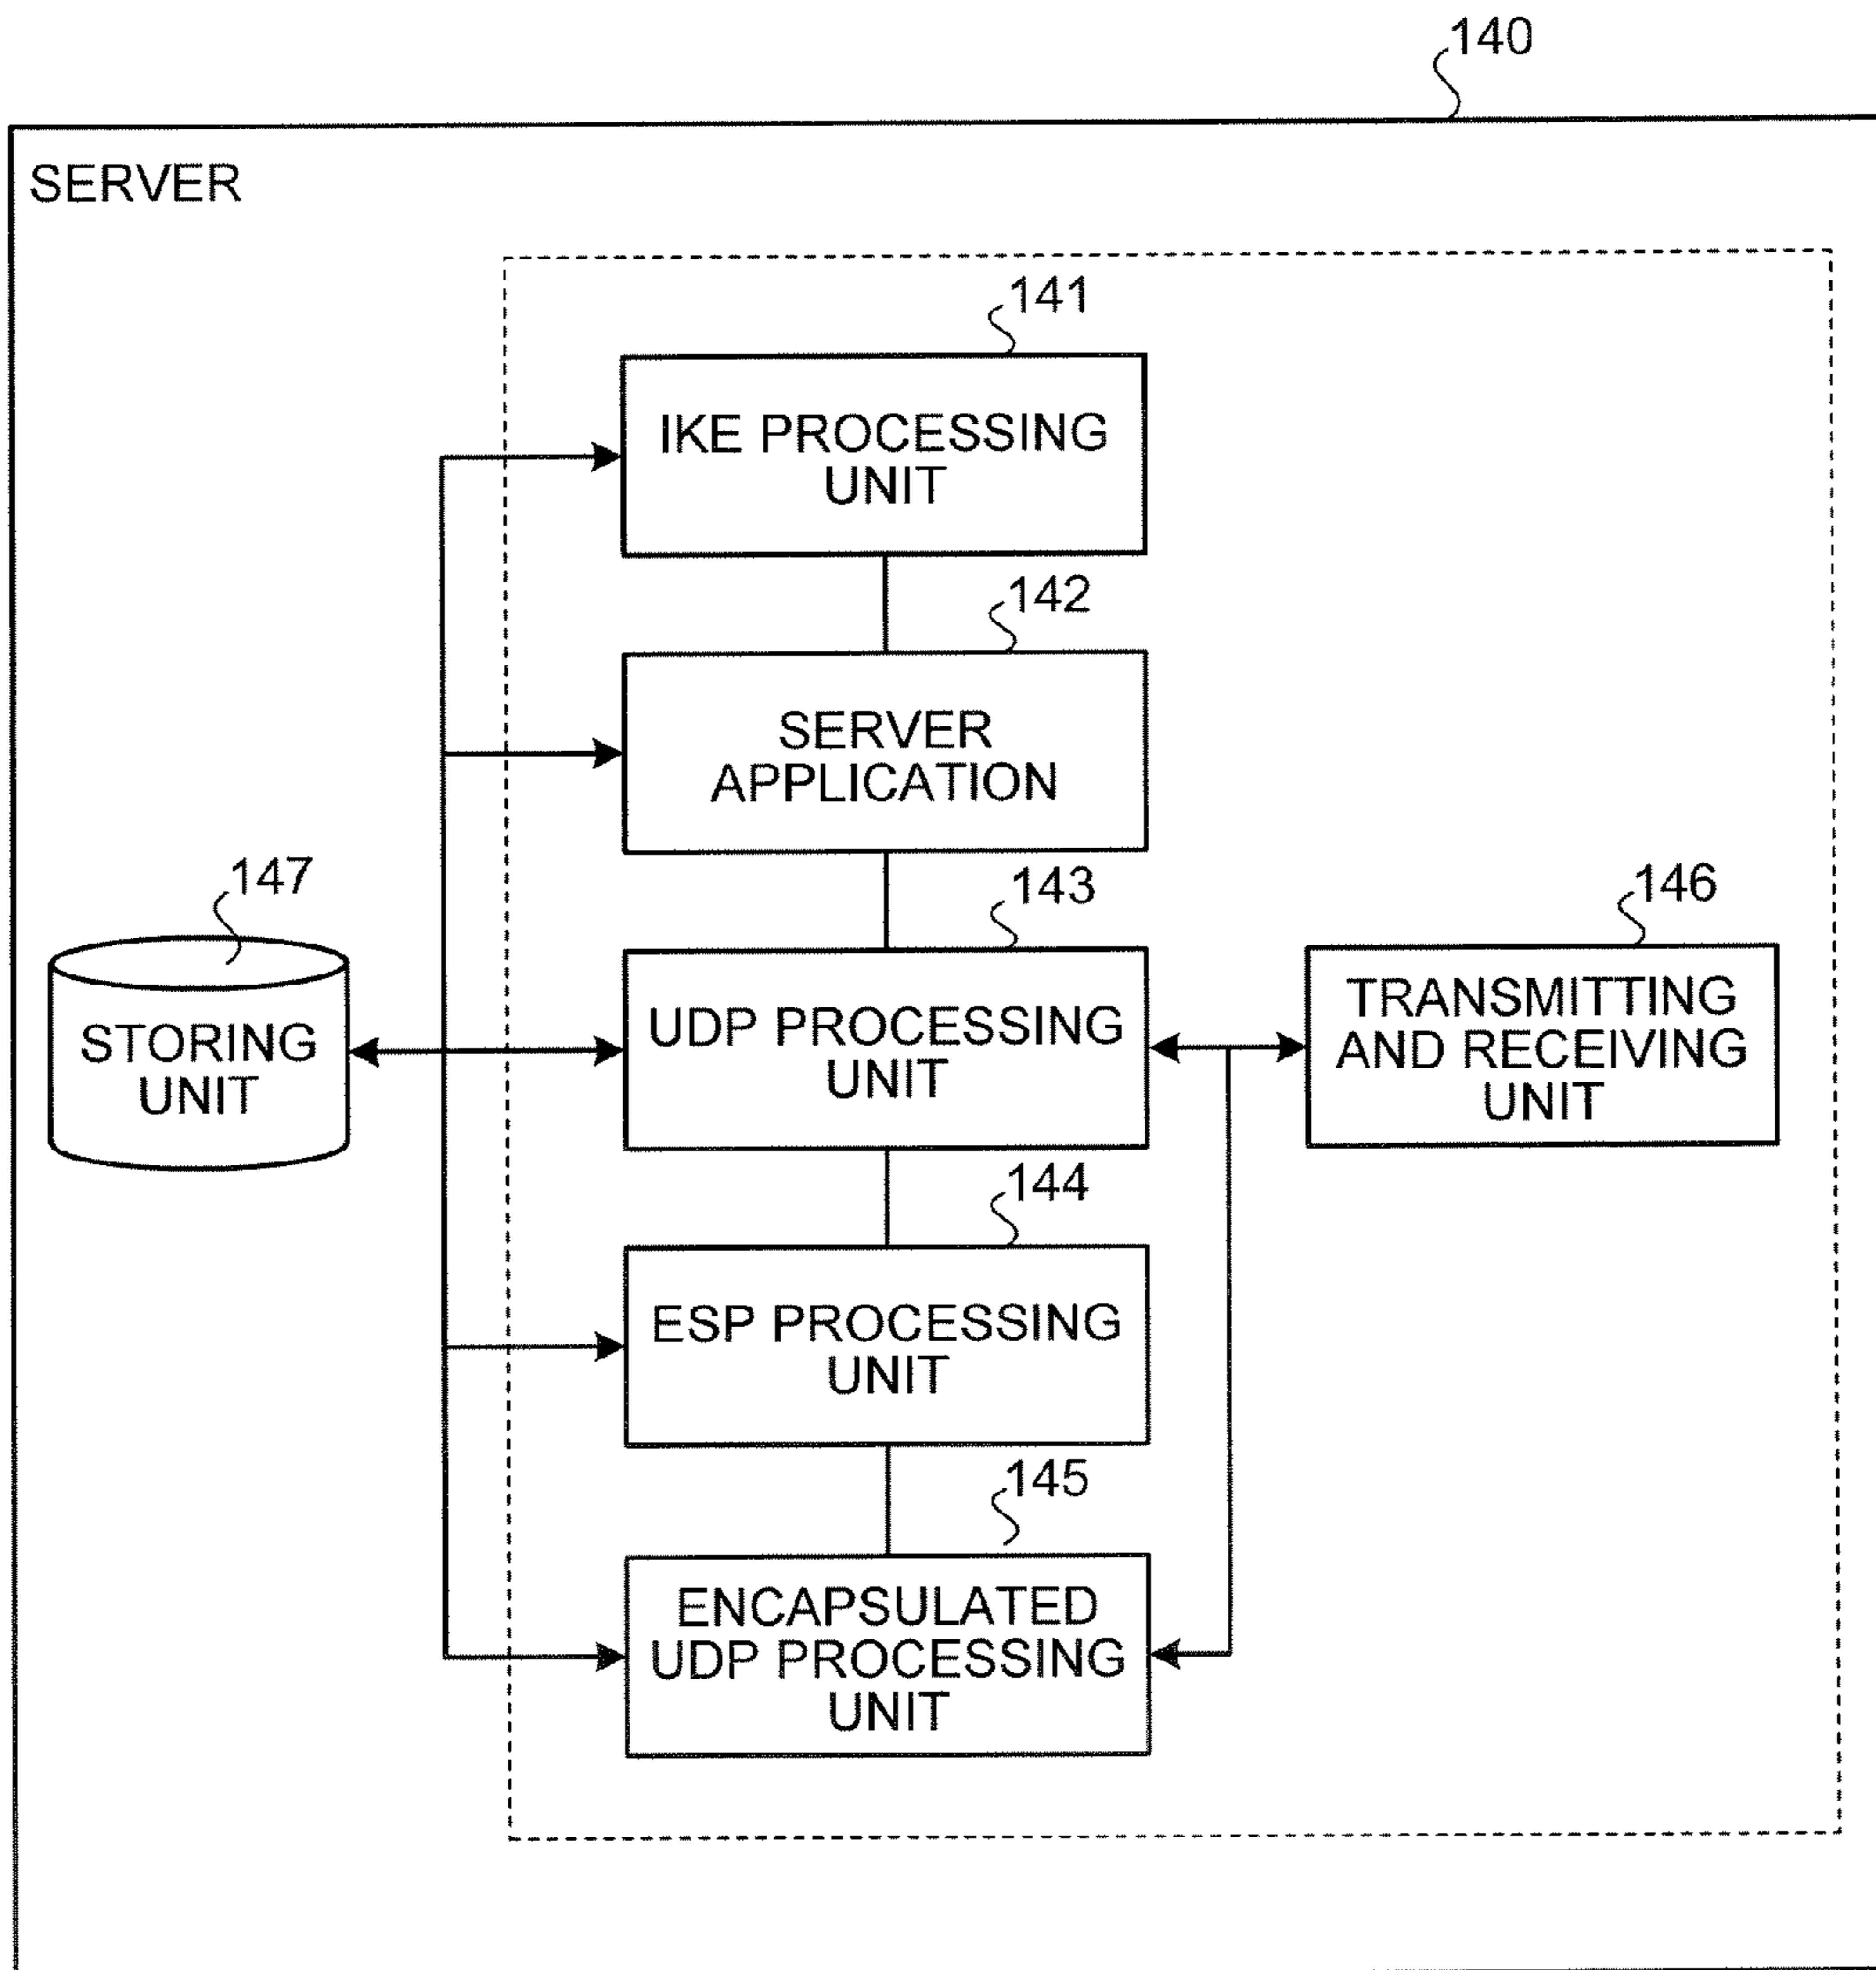 140
SERVER
141
IKE PROCESSING
UNIT
142
SERVER
APPLICATION
147
STORING
UNIT
143
UDP PROCESSING
UNIT
146
TRANSMITTING
AND RECEIVING
UNIT
144
ESP PROCESSING
UNIT
145
ENCAPSULATED
UDP PROCESSING
UNIT